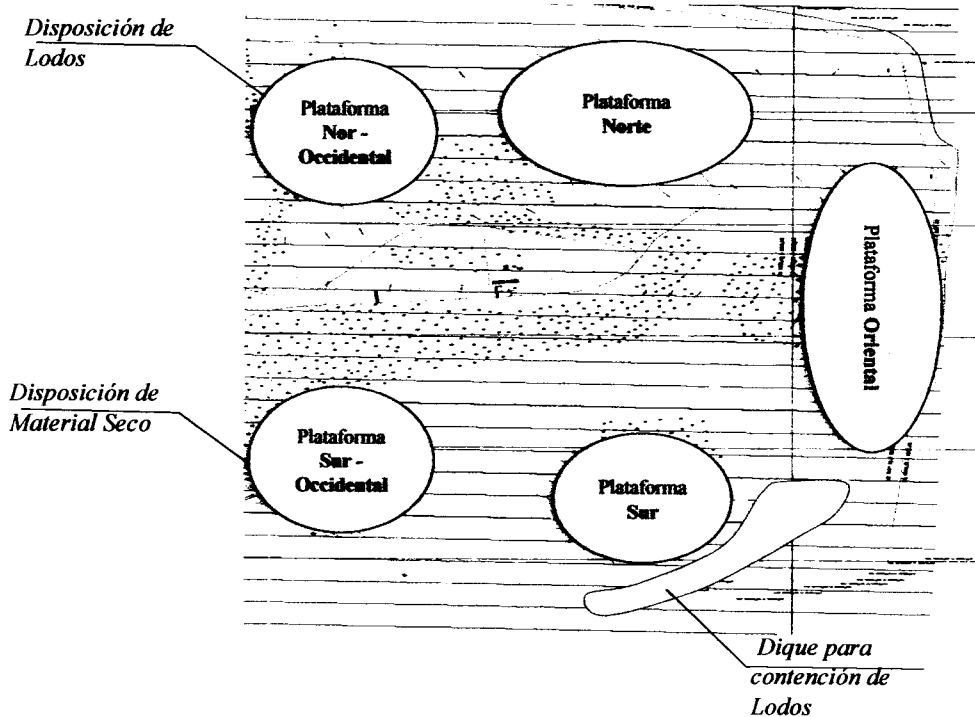 Disposición de
Lodos
Plataforma
Nor -
Occidental
Plataforma
Norte
Plataforma Oriental
Disposición de
Material Seco
Plataforma
Sur -
Occidental
Plataforma
Sur
Dique para
contención de
Lodos